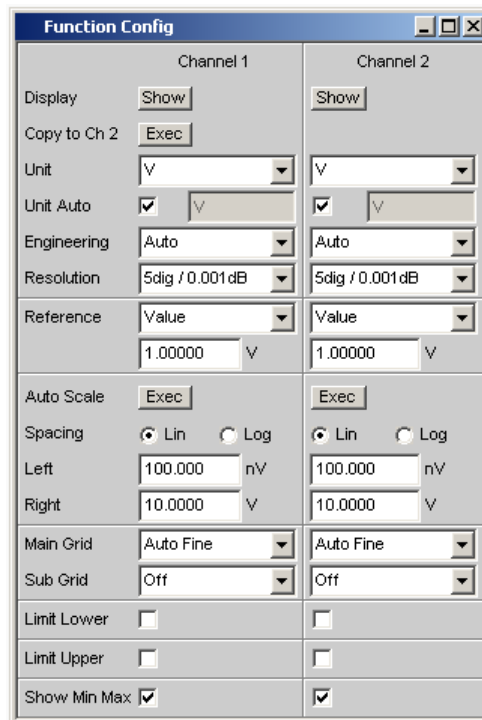 Function Config
Channel 1 Channel 2
Display Show Show
Copy to Ch 2 Exec
Unit V V
Unit Auto V V
Engineering Auto Auto
Resolution 5dig / 0.001dB 5dig / 0.001dB
Reference Value Value
1.00000 V 1.00000 V
Auto Scale Exec Exec
Spacing Lin Log Lin Log
Left 100.000 nV 100.000 nV
Right 10.0000 V 10.0000 V
Main Grid Auto Fine Auto Fine
Sub Grid Off Off
Limit Lower
Limit Upper
Show Min Max